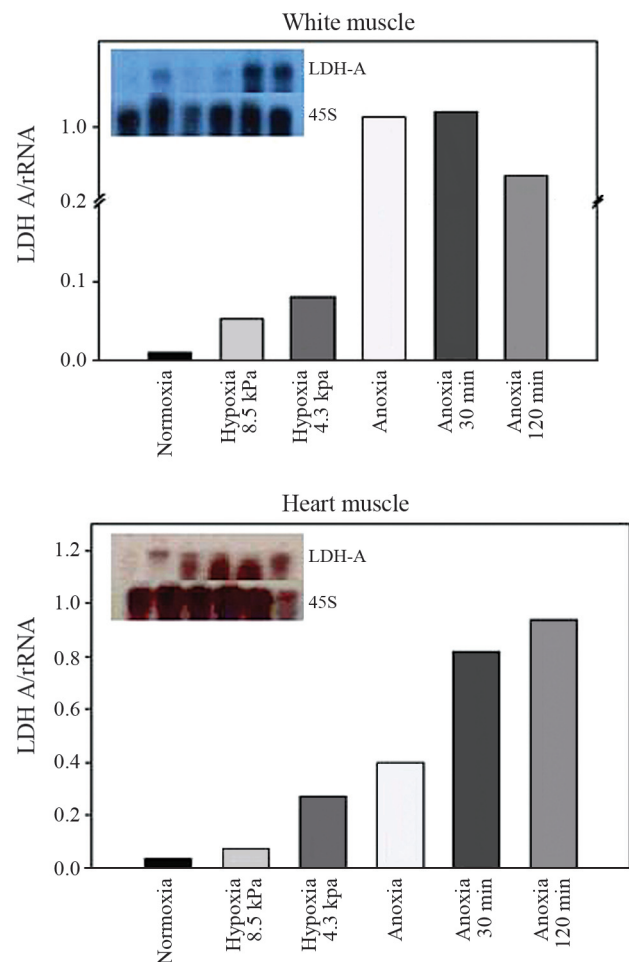 White muscle
LDH-A
45S
LDH A/rRNA
1.0
0.2
0.1
0.0
Normoxia
Hypoxia
8.5 kPa
Hypoxia
4.3 kpa
Anoxia
Anoxia
30 min
Anoxia
120 min
Heart muscle
LDH-A
45S
LDH A/rRNA
1.2
1.0
0.8
0.6
0.4
0.2
0.0
Normoxia
Hypoxia
8.5 kPa
Hypoxia
4.3 kpa
Anoxia
Anoxia
30 min
Anoxia
120 min